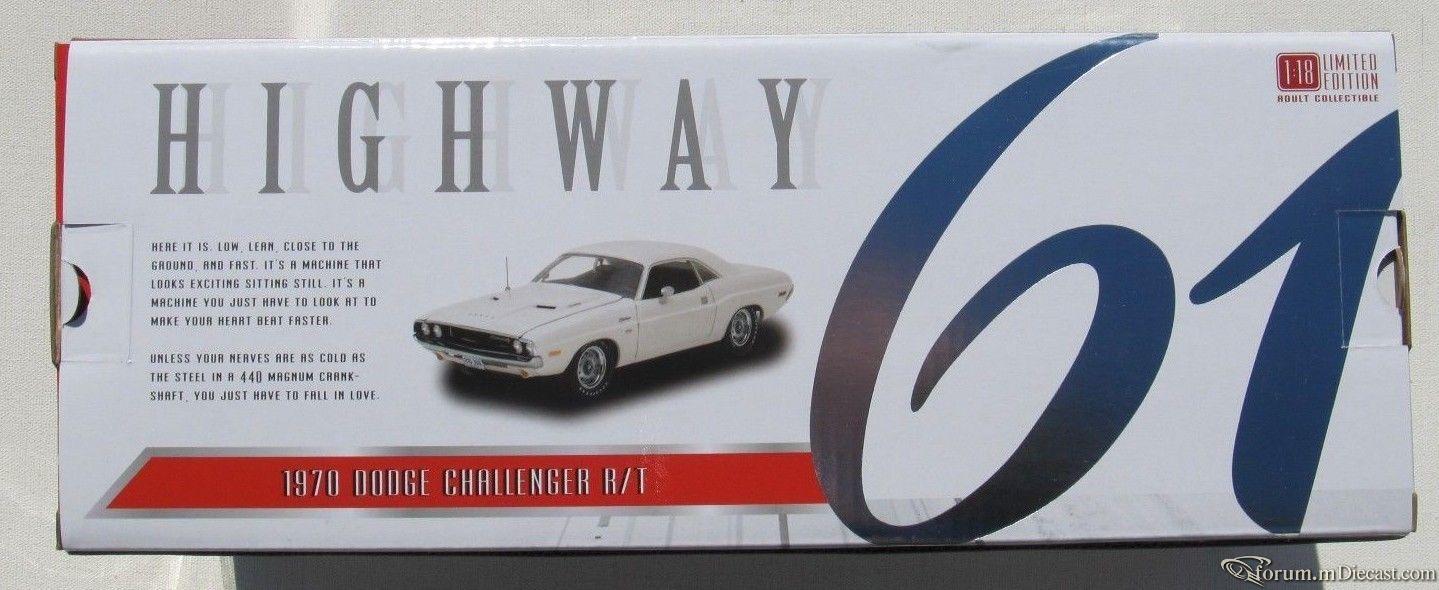 HIGHWAY 61
1:18 LIMITED
EDITION
ADULT COLLECTIBLE
HERE IT IS. LOW, LEAN, CLOSE TO THE
GROUND, AND FAST. IT'S A MACHINE THAT
LOOKS EXCITING SITTING STILL. IT'S A
MACHINE YOU JUST HAVE TO LOOK AT TO
MAKE YOUR HEART BEAT FASTER.
UNLESS YOUR NERVES ARE AS COLD AS
THE STEEL IN A 440 MAGNUM CRANK-
SHAFT, YOU JUST HAVE TO FALL IN LOVE.
1970 DODGE CHALLENGER R/T
forum.mDiecast.com